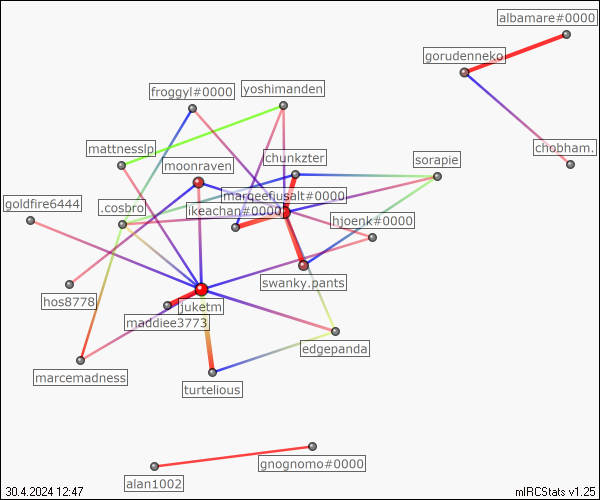 albamare#0000
gorudenneko
froggyl#0000
yoshimanden
mattnesslp
moonraven
chunkzter
sorapie
chobham.
goldfire6444
.cosbro
marqeefusalt#0000
ikeachan#0000
hjoenk#0000
hos8778
swanky.pants
juketm
maddiee3773
edgepanda
marcemadness
turtelious
gnognomo#0000
alan1002
30.4.2024 12:47
mIRCStats v1.25